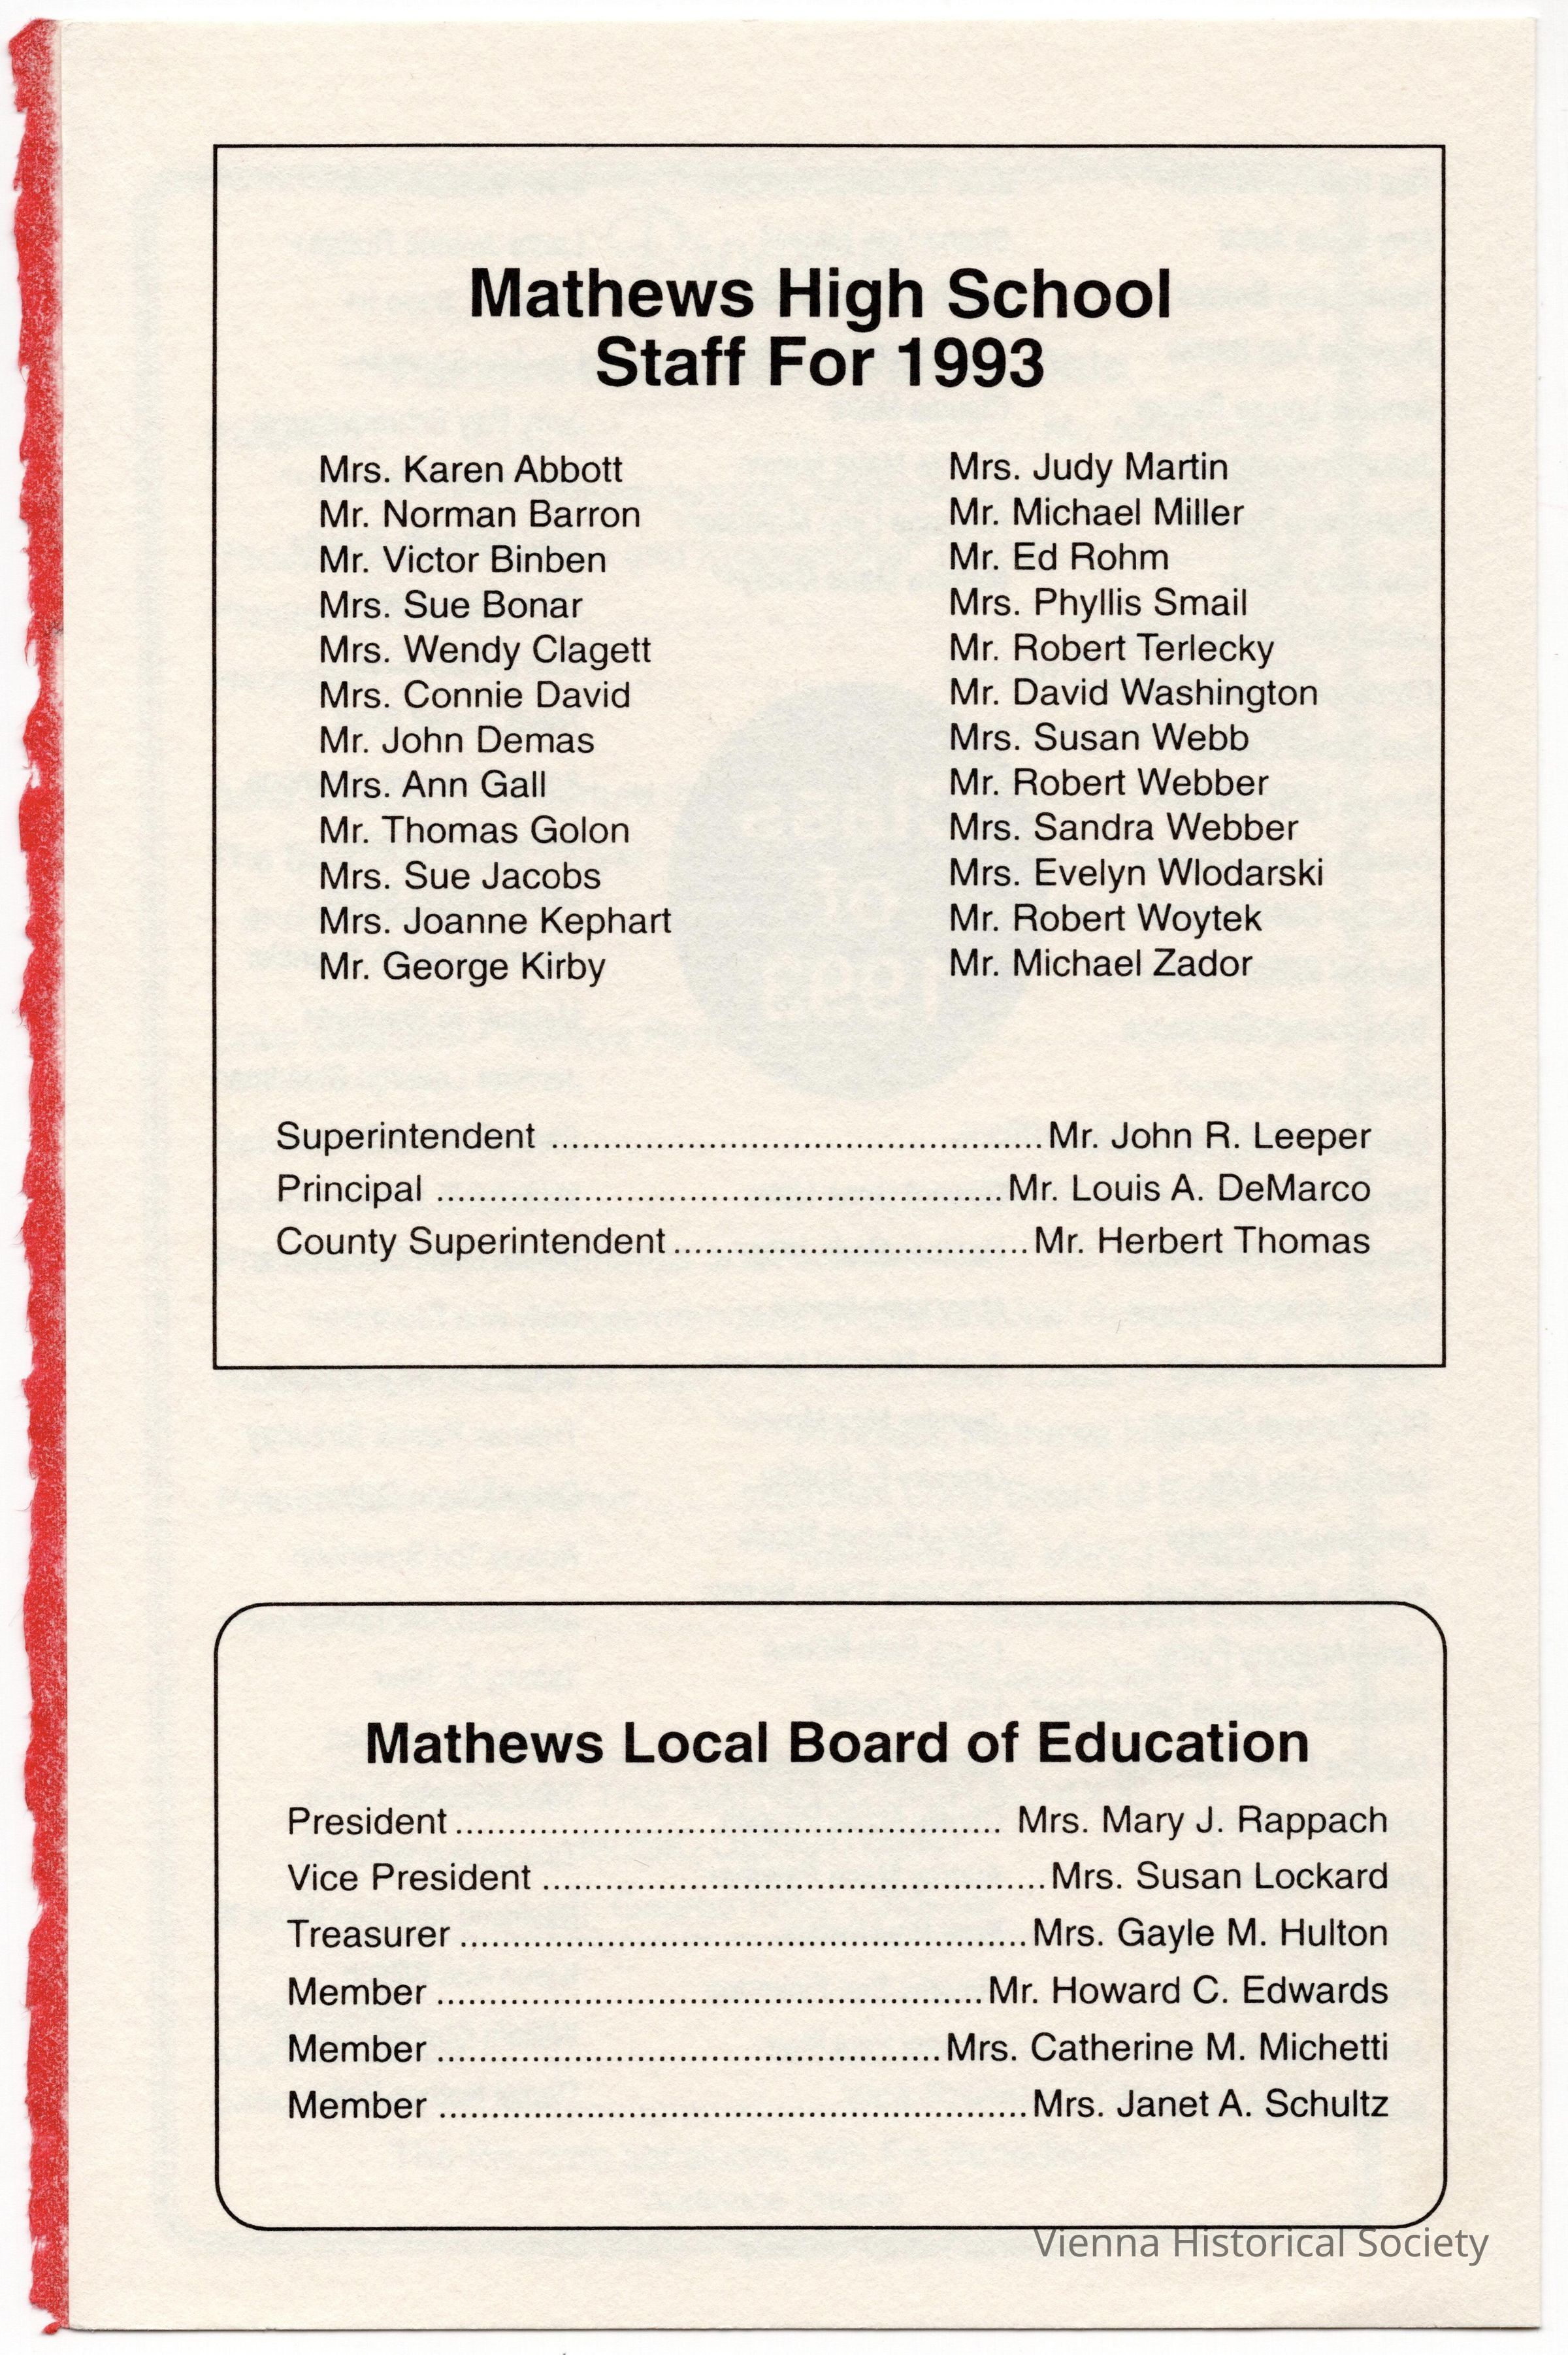 Mathews High School
Staff For 1993
Mrs. Karen Abbott
Mr. Norman Barron
Mr. Victor Binben
Mrs. Sue Bonar
Mrs. Wendy Clagett
Mrs. Connie David
Mr. John Demas
Mrs. Ann Gall
Mr. Thomas Golon
Mrs. Sue Jacobs
Mrs. Joanne Kephart
Mr. George Kirby
Mrs. Judy Martin
Mr. Michael Miller
Mr. Ed Rohm
Mrs. Phyllis Smail
Mr. Robert Terlecky
Mr. David Washington
Mrs. Susan Webb
Mr. Robert Webber
Mrs. Sandra Webber
Mrs. Evelyn Wlodarski
Mr. Robert Woytek
Mr. Michael Zador
Superintendent ............................................... Mr. John R. Leeper
Principal ...................................................... Mr. Louis A. DeMarco
County Superintendent .................................. Mr. Herbert Thomas
Mathews Local Board of Education
President .................................................... Mrs. Mary J. Rappach
Vice President ................................................ Mrs. Susan Lockard
Treasurer ...................................................... Mrs. Gayle M. Hulton
Member .................................................... Mr. Howard C. Edwards
Member ................................................ Mrs. Catherine M. Michetti
Member ........................................................ Mrs. Janet A. Schultz
Vienna Historical Society